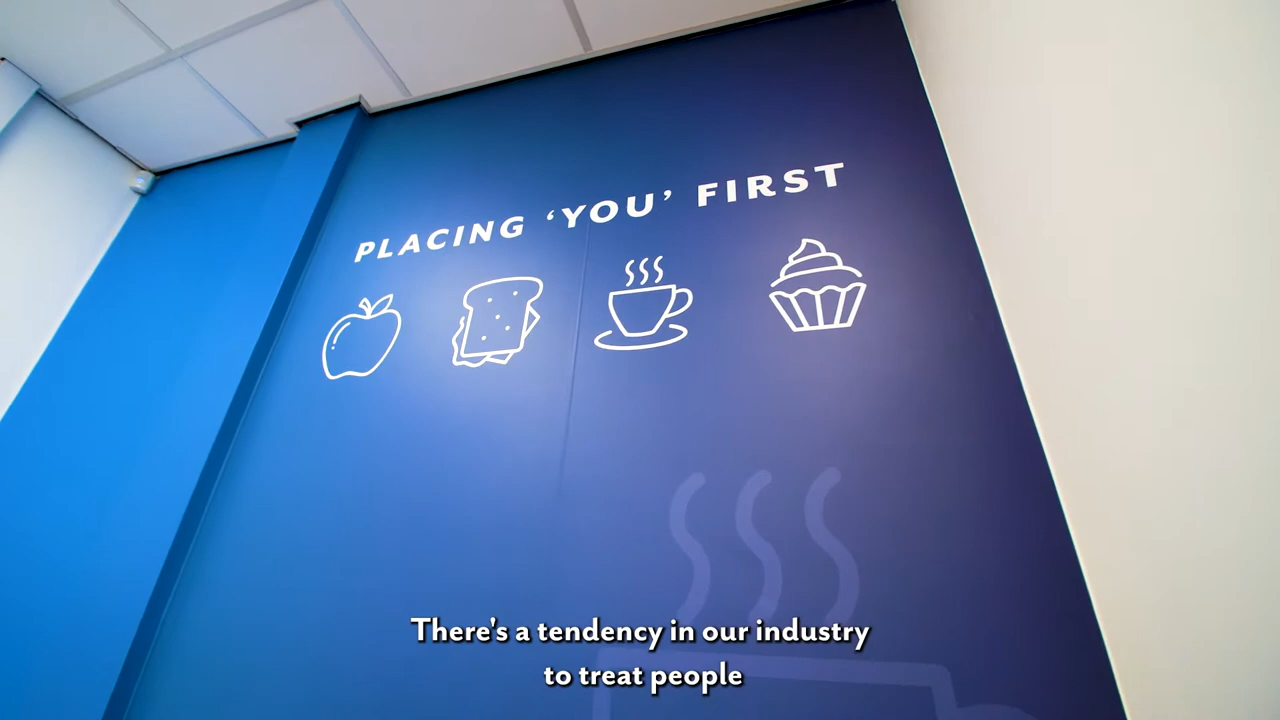 PLACING ‘YOU’ FIRST
There's a tendency in our industry
to treat people